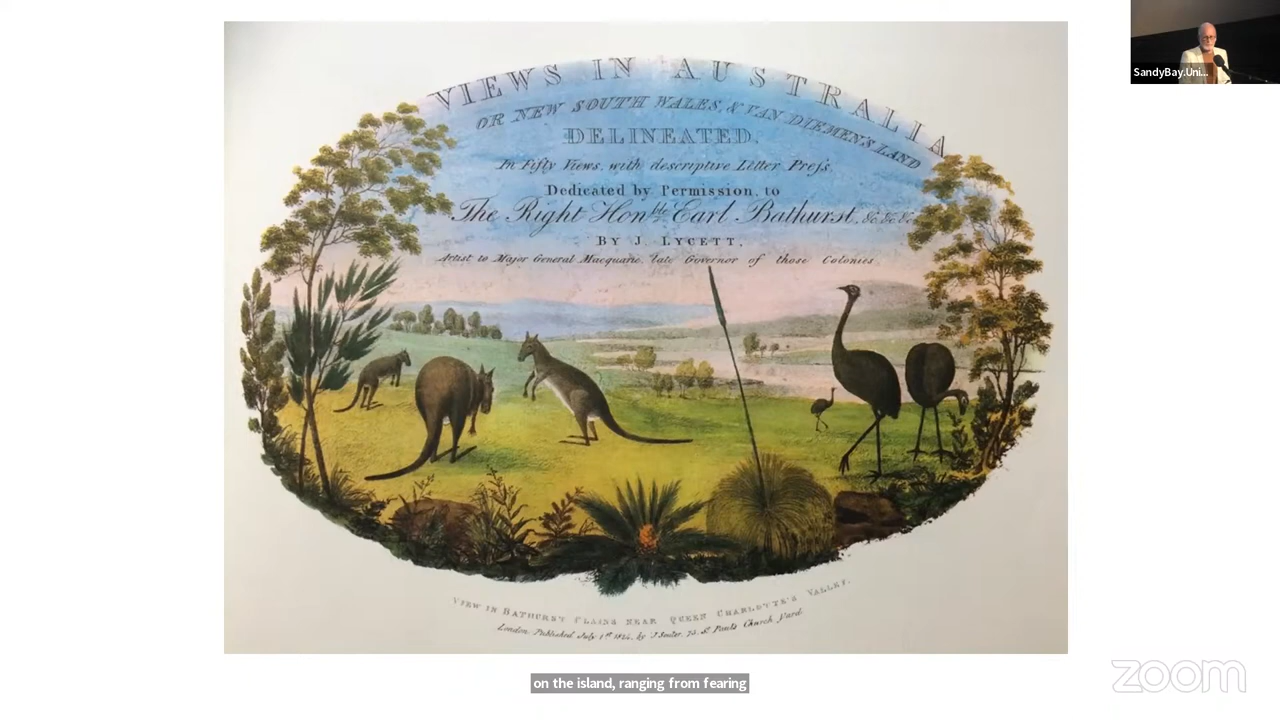 VIEWS IN AUSTRALIA
OR NEW SOUTH WALES, & VAN DIEMEN'S LAND
DELINEATED,
In Fifty Views, with descriptive Letter Press,
Dedicated by Permission, to
The Right Honble Earl Bathurst, &c. &c. &c.
BY J. LYCETT,
Artist to Major General Macquarie, late Governor of those Colonies
VIEW IN BATHURST PLAINS NEAR QUEEN CHARLOTTE'S VALLEY.
London. Published July 1st 1824, by J. Souter, 73, St. Paul's Church Yard.
SandyBay.Uni...
on the island, ranging from fearing
zoom